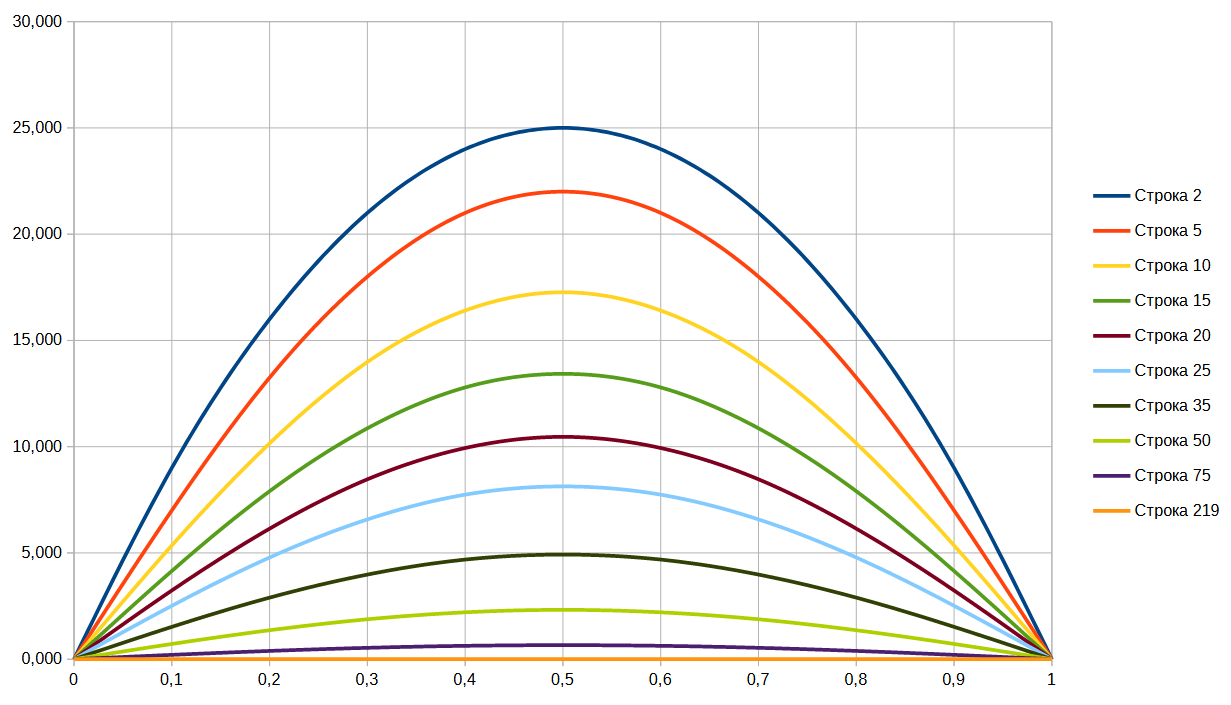 30,000
25,000
20,000
15,000
10,000
5,000
0,000
0 0,1 0,2 0,3 0,4 0,5 0,6 0,7 0,8 0,9 1
Строка 2
Строка 5
Строка 10
Строка 15
Строка 20
Строка 25
Строка 35
Строка 50
Строка 75
Строка 219